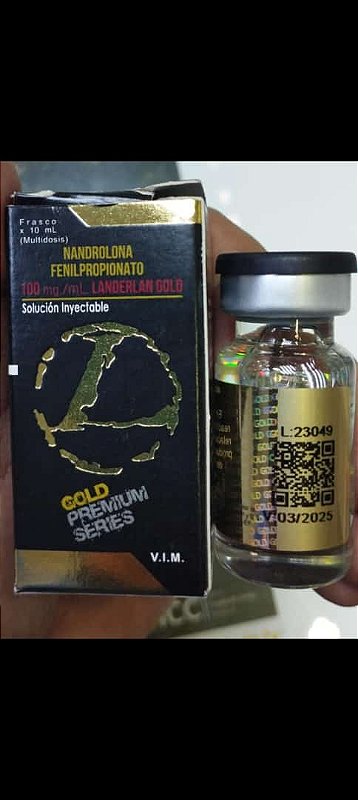 Frasco
x 10 mL
(Multidosis)
NANDROLONA
FENILPROPIONATO
100 mg./mL LANDERLAN GOLD
Solución Inyectable
GOLD
PREMIUM
SERIES
V.I.M.
L:23049
V:03/2025